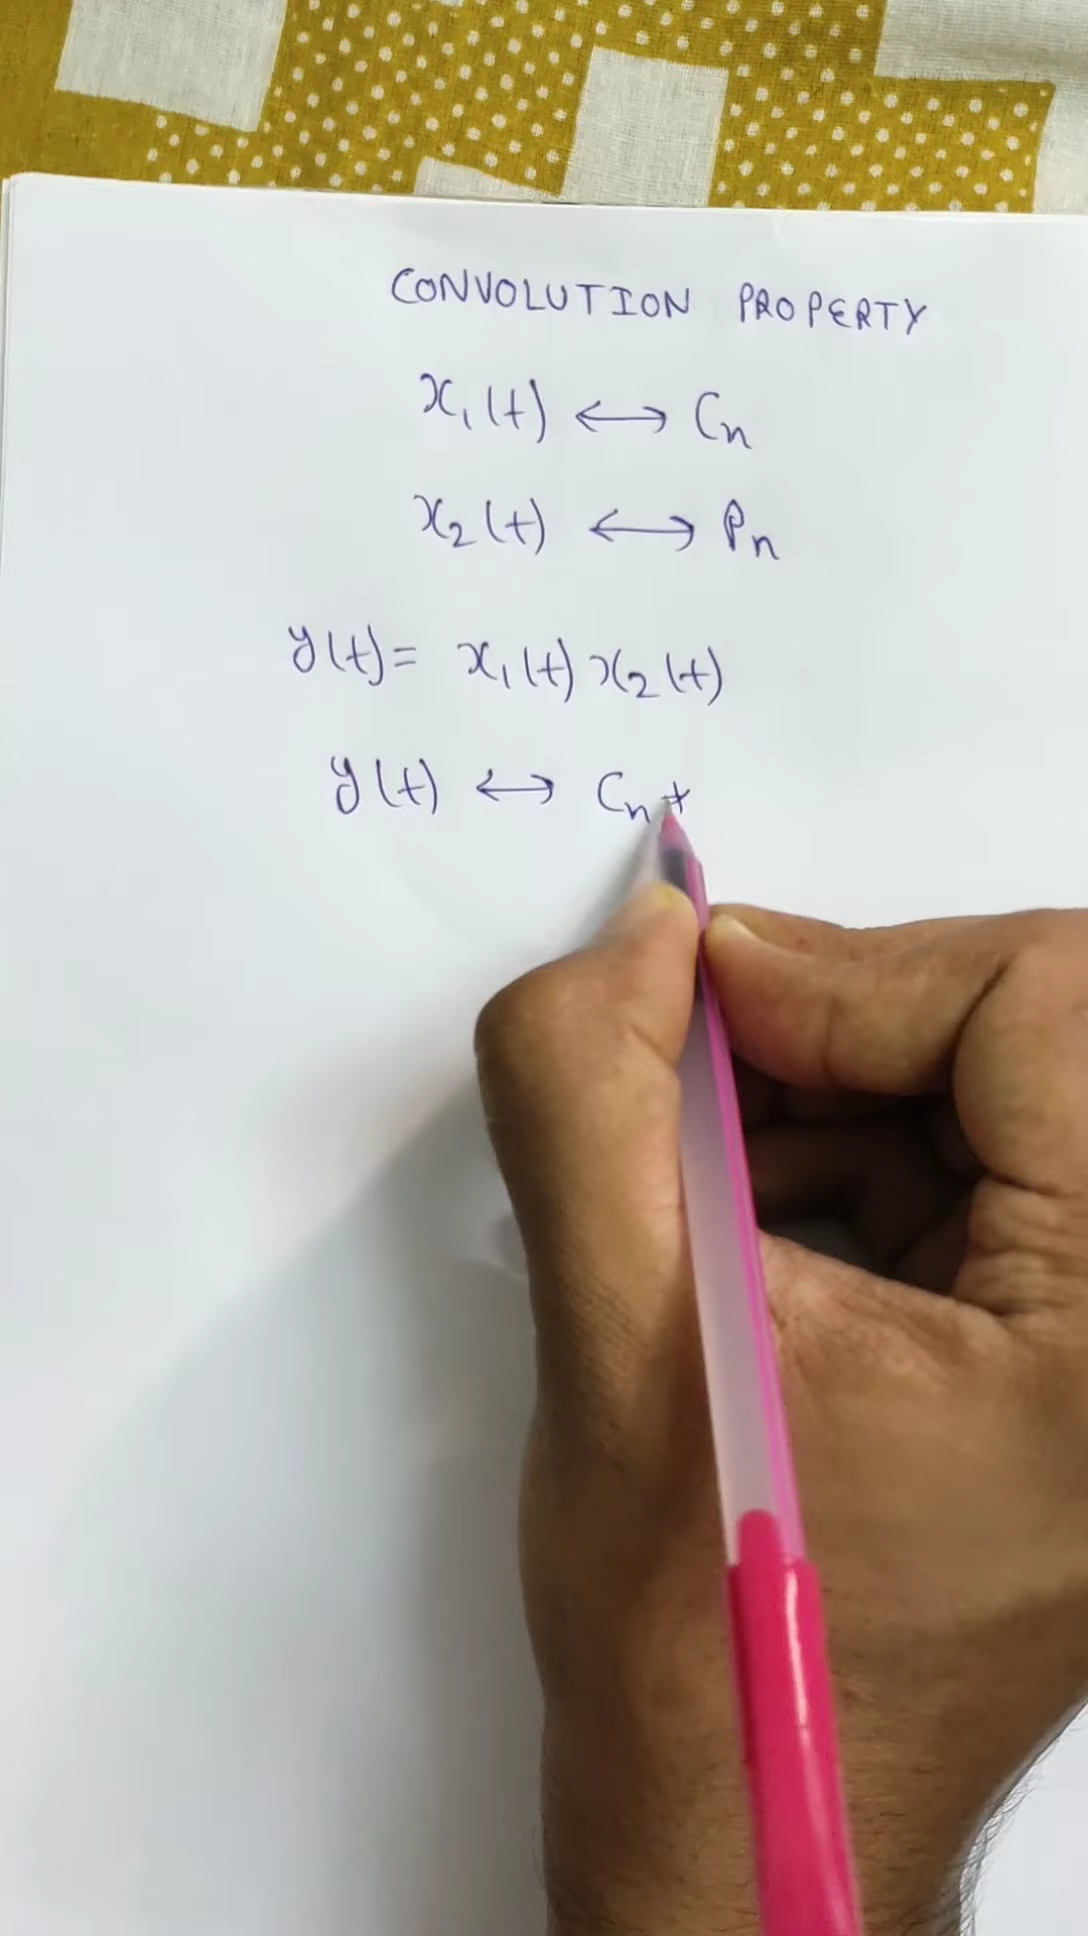 CONVOLUTION PROPERTY
x₁(t) ↔ Cₙ
x₂(t) ↔ Pₙ
y(t) = x₁(t) x₂(t)
y(t) ↔ Cₙ *